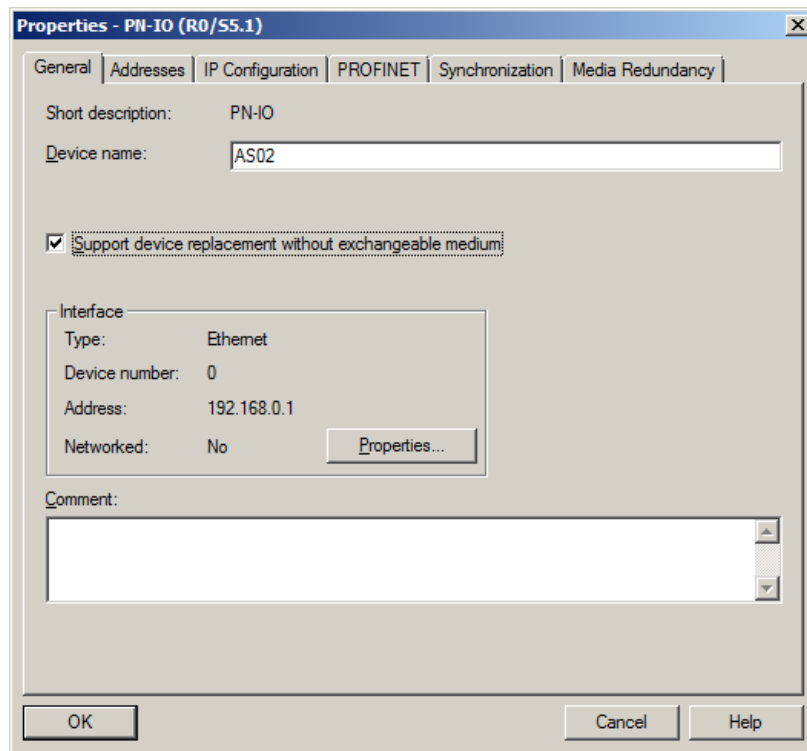 Properties - PN-IO (R0/S5.1)
General Addresses IP Configuration PROFINET Synchronization Media Redundancy
Short description: PN-IO
Device name: AS02
Support device replacement without exchangeable medium
Interface
Type: Ethernet
Device number: 0
Address: 192.168.0.1
Networked: No Properties...
Comment:
OK Cancel Help